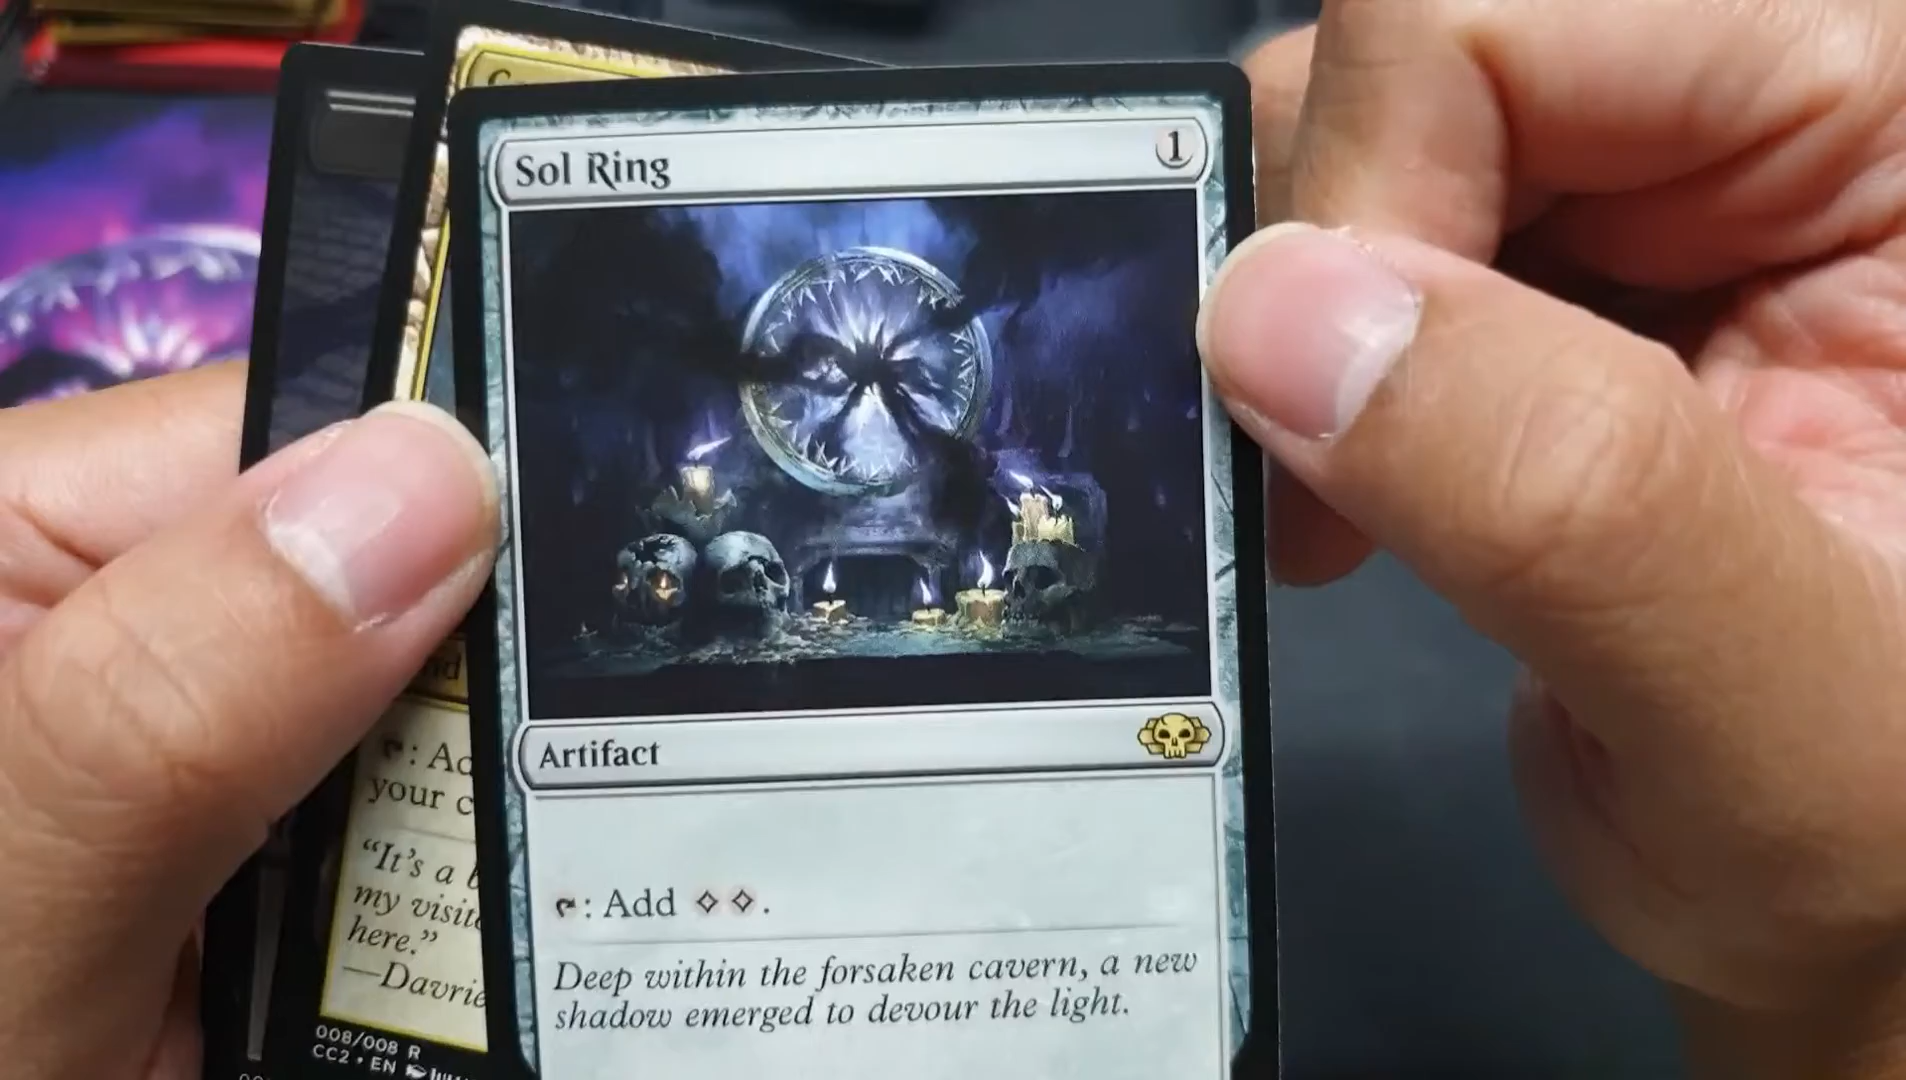 Sol Ring
1
Artifact
: Add .
Deep within the forsaken cavern, a new
shadow emerged to devour the light.
C
: Ad
your c
"It's a b
my visit
here."
—Davrie
008/008 R
CC2 • EN